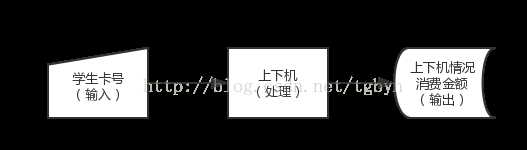 学生卡号
（输入）
上下机
（处理）
上下机情况
消费金额
（输出）
http://blog.csdn.net/tgbyn